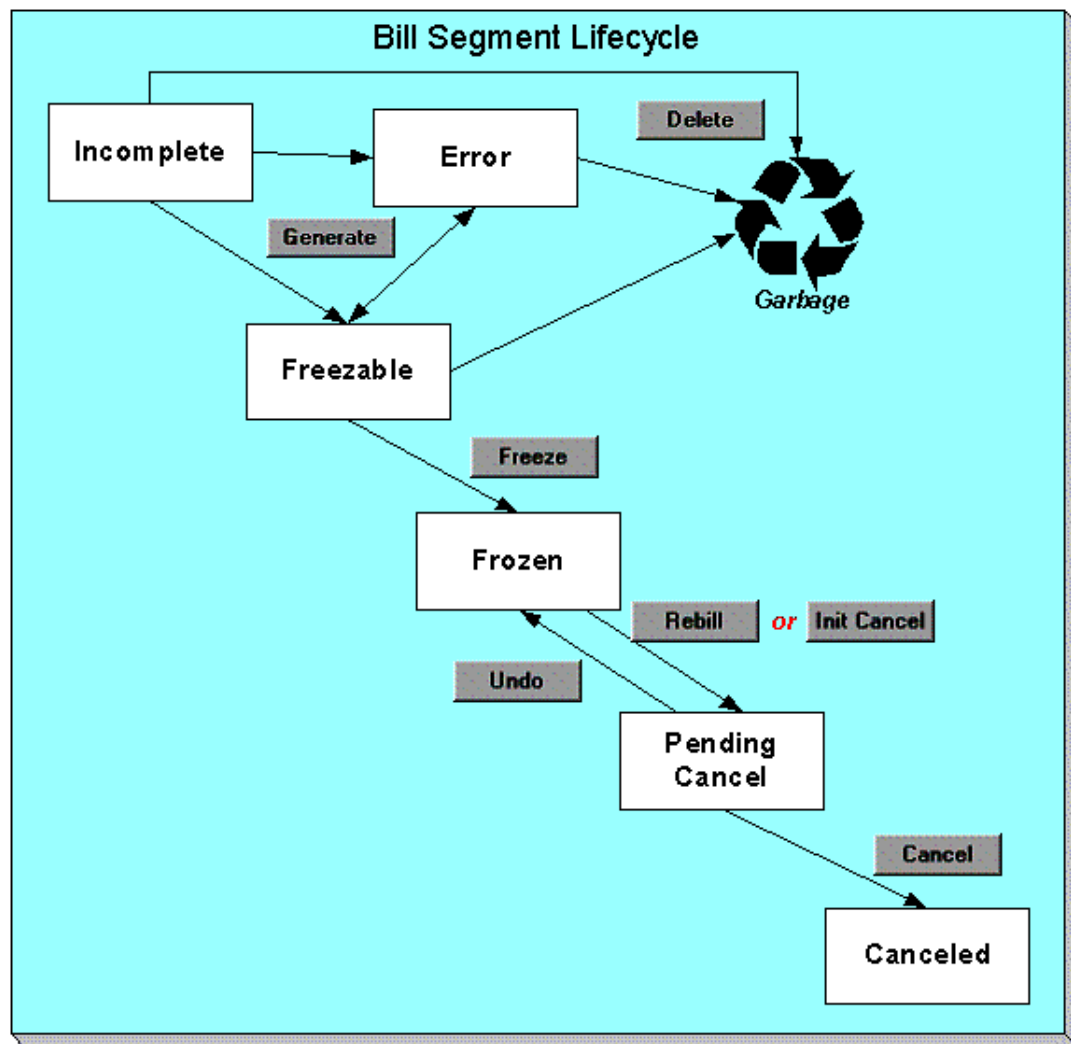 Bill Segment Lifecycle
Delete
Incomplete
Error
Generate
Garbage
Freezable
Freeze
Frozen
Rebill or Init Cancel
Undo
Pending
Cancel
Cancel
Canceled